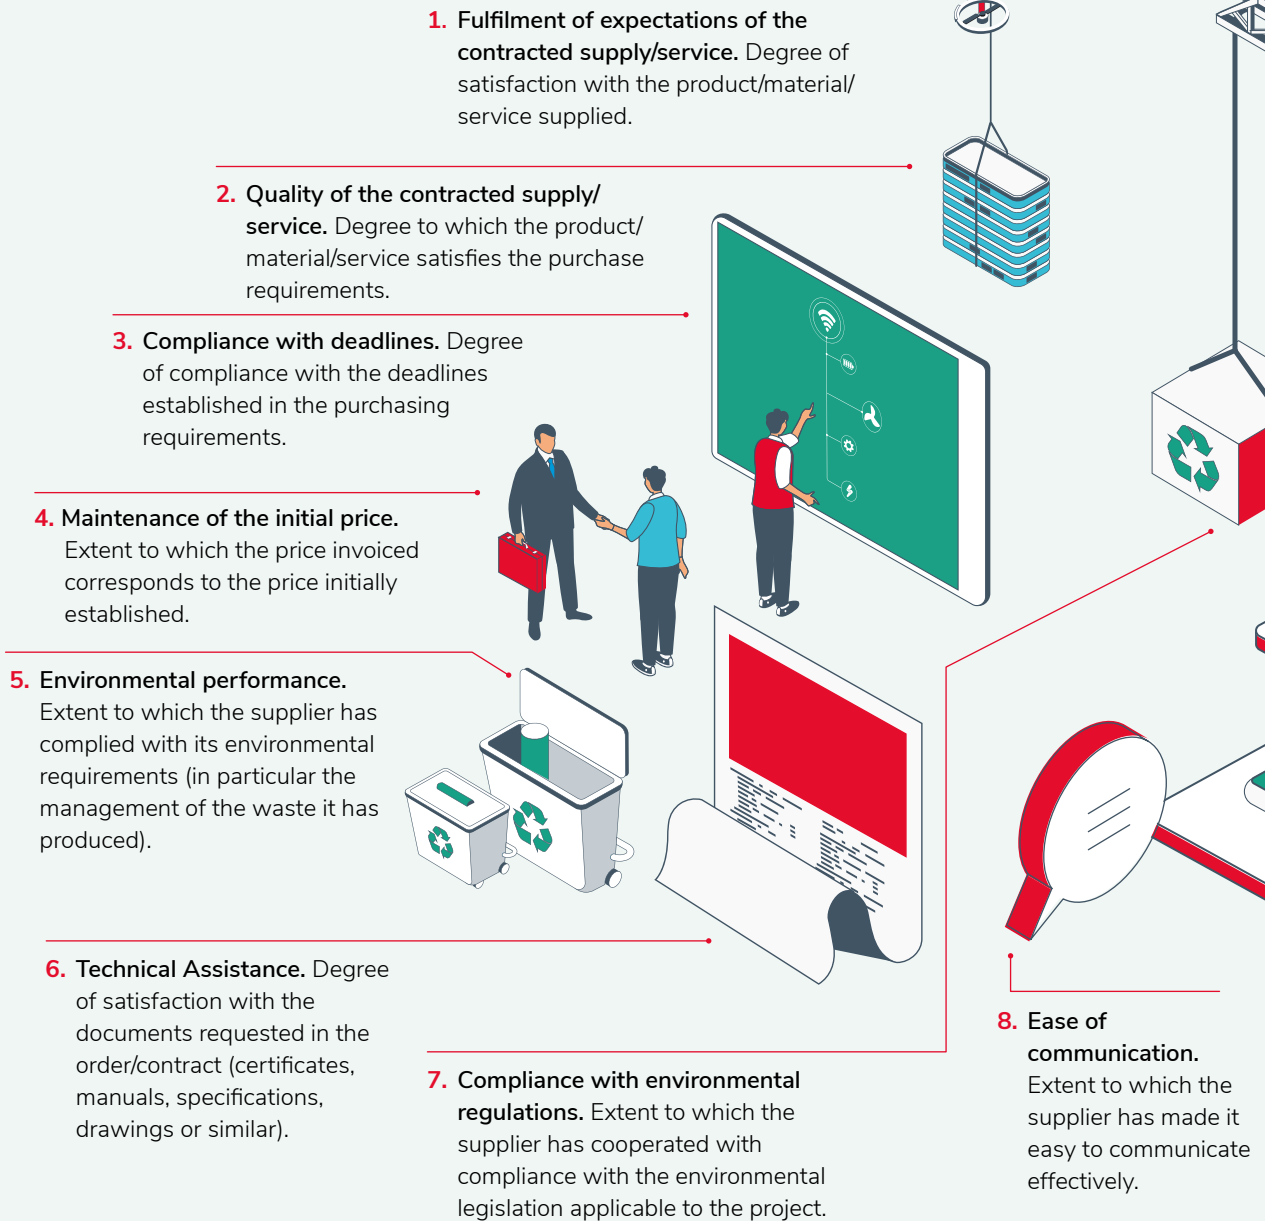 1. Fulfilment of expectations of the
contracted supply/service. Degree of
satisfaction with the product/material/
service supplied.
2. Quality of the contracted supply/
service. Degree to which the product/
material/service satisfies the purchase
requirements.
3. Compliance with deadlines. Degree
of compliance with the deadlines
established in the purchasing
requirements.
4. Maintenance of the initial price.
Extent to which the price invoiced
corresponds to the price initially
established.
5. Environmental performance.
Extent to which the supplier has
complied with its environmental
requirements (in particular the
management of the waste it has
produced).
6. Technical Assistance. Degree
of satisfaction with the
documents requested in the
order/contract (certificates,
manuals, specifications,
drawings or similar).
7. Compliance with environmental
regulations. Extent to which the
supplier has cooperated with
compliance with the environmental
legislation applicable to the project.
8. Ease of
communication.
Extent to which the
supplier has made it
easy to communicate
effectively.